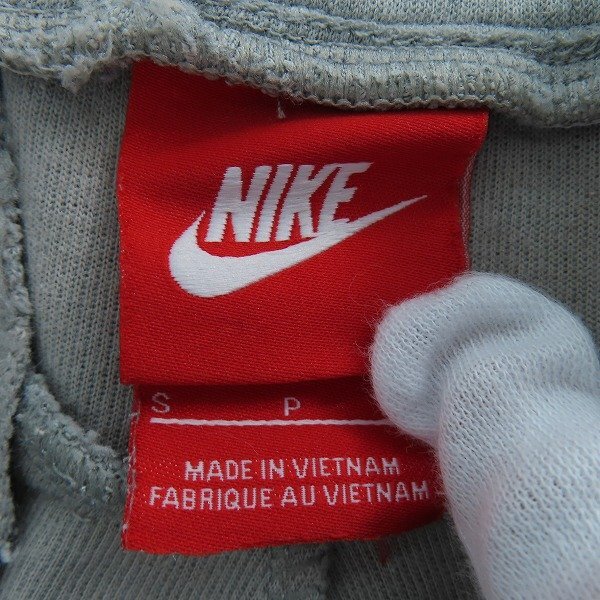 NIKE
S P
MADE IN VIETNAM
FABRIQUE AU VIETNAM